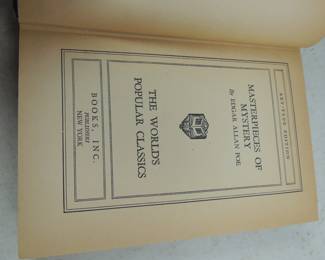 ART-TYPE EDITION
MASTERPIECES OF
MYSTERY
By EDGAR ALLAN POE
THE WORLD'S
POPULAR CLASSICS
BOOKS, INC.
PUBLISHERS
NEW YORK